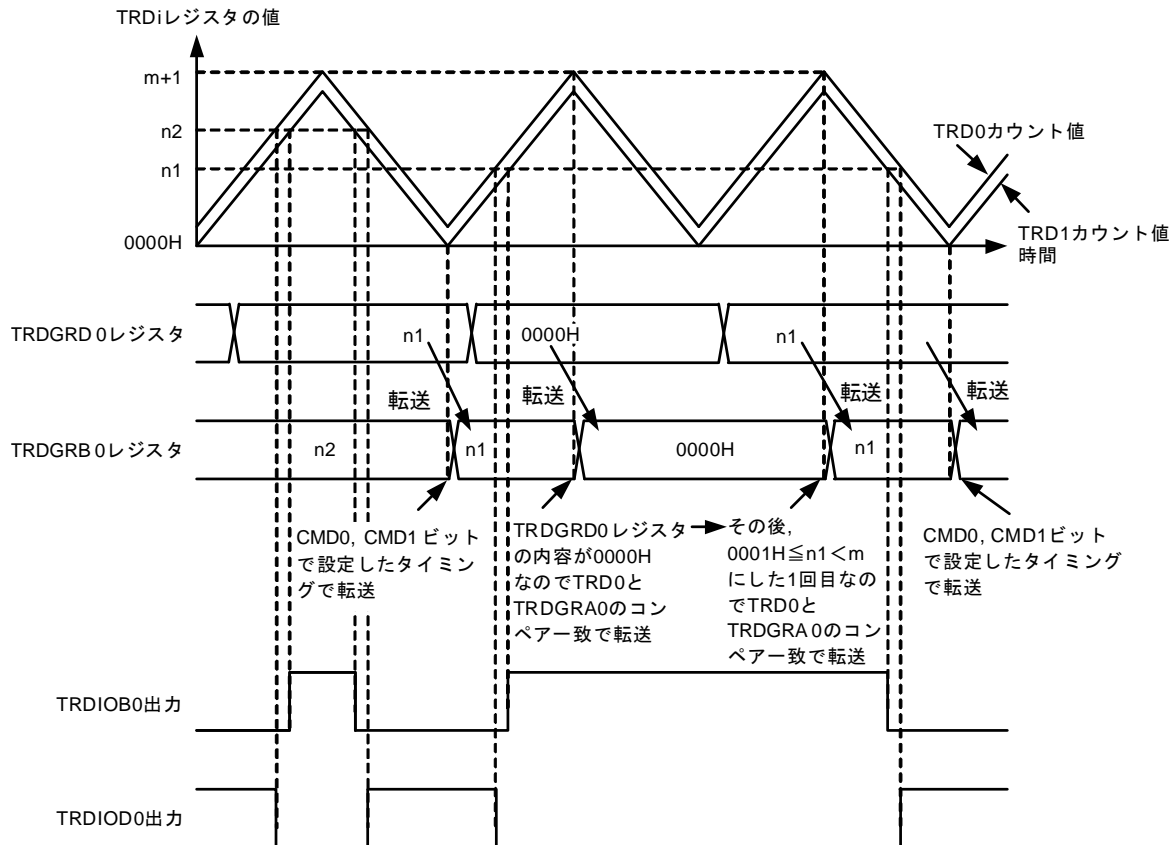 TRDiレジスタの値
m+1
n2
n1
0000H
TRD0カウント値
TRD1カウント値
時間
TRDGRD0レジスタ
n1
0000H
n1
転送
転送
転送
転送
TRDGRB0レジスタ
n2
n1
0000H
n1
CMD0, CMD1ビット
で設定したタイミン
グで転送
TRDGRD0レジスタ
の内容が0000H
なのでTRD0と
TRDGRA0のコン
ペアー致で転送
その後,
0001H≦n1<m
にした1回目なの
でTRD0と
TRDGRA0のコン
ペアー致で転送
CMD0, CMD1ビット
で設定したタイミング
で転送
TRDIOB0出力
TRDIOD0出力